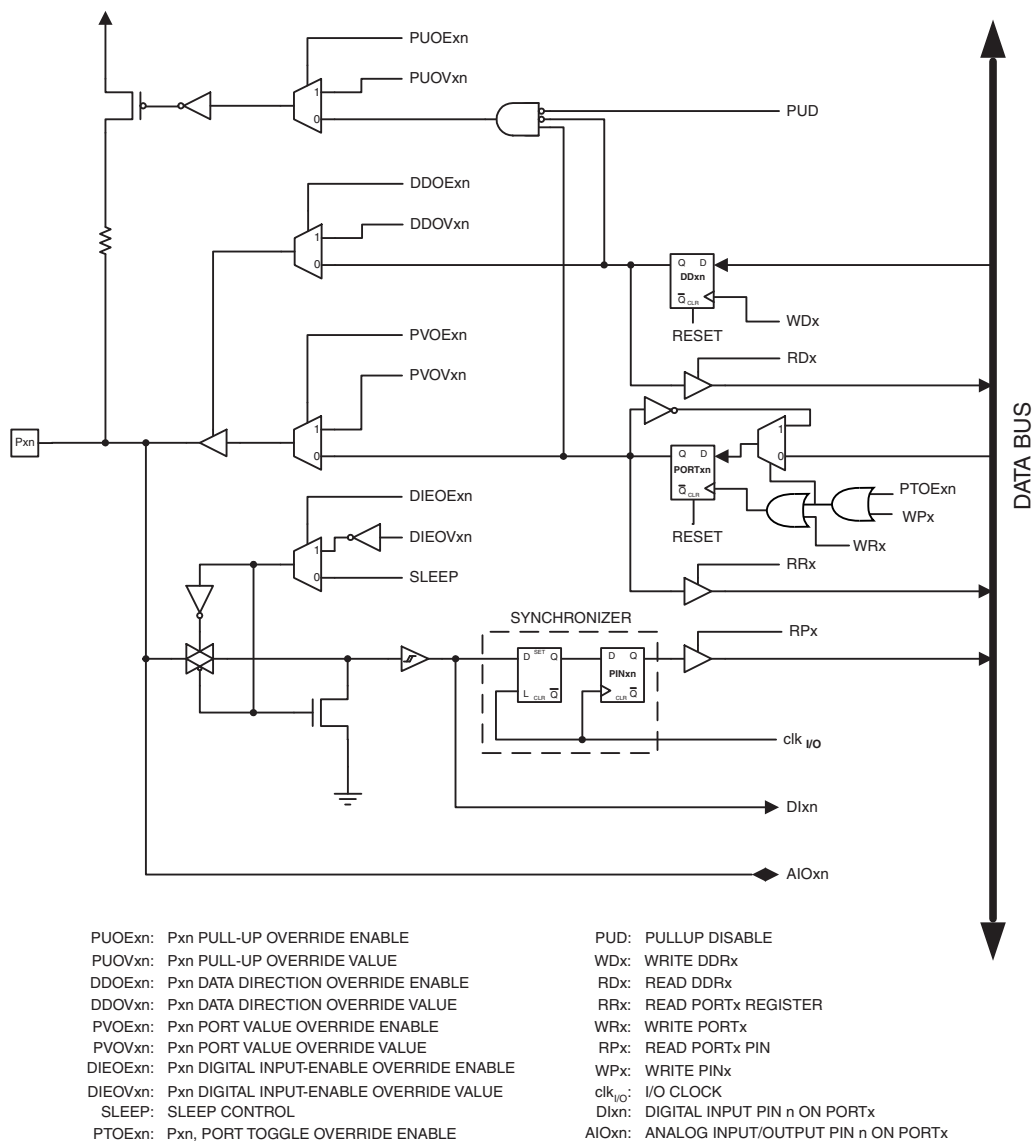 PUOExn
PUOVxn
1
0
PUD
DDOExn
DDOVxn
1
0
Q D
DDxn
Q CLR
WDx
RESET
PVOExn
RDx
PVOVxn
Pxn
1
0
1
0
Q D
PORTxn
Q CLR
PTOExn
WPx
RESET
WRx
DIEOExn
DIEOVxn
1
0
SLEEP
RRx
SYNCHRONIZER
RPx
D SET Q
L CLR Q
D Q
PINxn
CLR Q
clk I/O
DIxn
AIOxn
DATA BUS
PUOExn: Pxn PULL-UP OVERRIDE ENABLE
PUOVxn: Pxn PULL-UP OVERRIDE VALUE
DDOExn: Pxn DATA DIRECTION OVERRIDE ENABLE
DDOVxn: Pxn DATA DIRECTION OVERRIDE VALUE
PVOExn: Pxn PORT VALUE OVERRIDE ENABLE
PVOVxn: Pxn PORT VALUE OVERRIDE VALUE
DIEOExn: Pxn DIGITAL INPUT-ENABLE OVERRIDE ENABLE
DIEOVxn: Pxn DIGITAL INPUT-ENABLE OVERRIDE VALUE
SLEEP: SLEEP CONTROL
PTOExn: Pxn, PORT TOGGLE OVERRIDE ENABLE
PUD: PULLUP DISABLE
WDx: WRITE DDRx
RDx: READ DDRx
RRx: READ PORTx REGISTER
WRx: WRITE PORTx
RPx: READ PORTx PIN
WPx: WRITE PINx
clkI/O: I/O CLOCK
DIxn: DIGITAL INPUT PIN n ON PORTx
AIOxn: ANALOG INPUT/OUTPUT PIN n ON PORTx